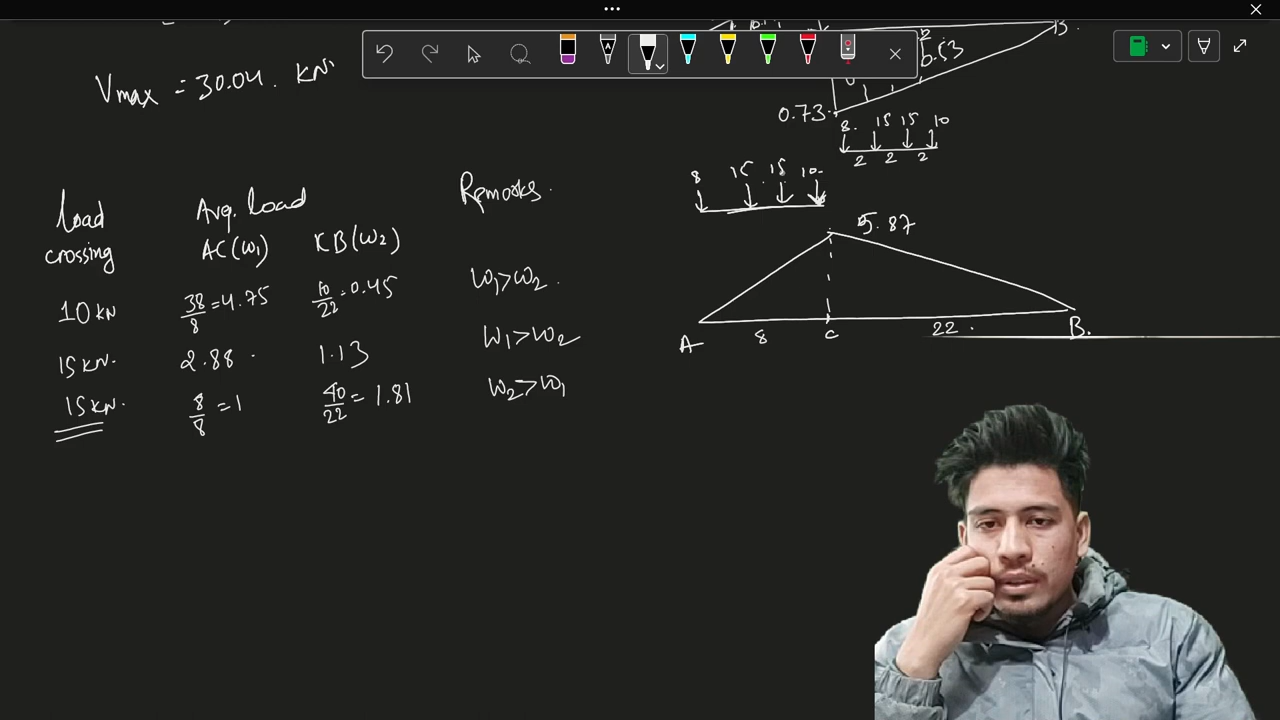 Vmax = 30.04. KN
0.73
8. 15 15 10
2 2 2
8 15 15 10
5.87
A 8 C 22 B.
Load crossing Avg. load Remarks.
AC(W1) KB(W2)
10 KN 38/8 = 4.75 10/22 = 0.45 W1>W2.
15 KN. 2.88 1.13 W1>W2
15 KN. 8/8 = 1 40/22 = 1.81 W2>W1